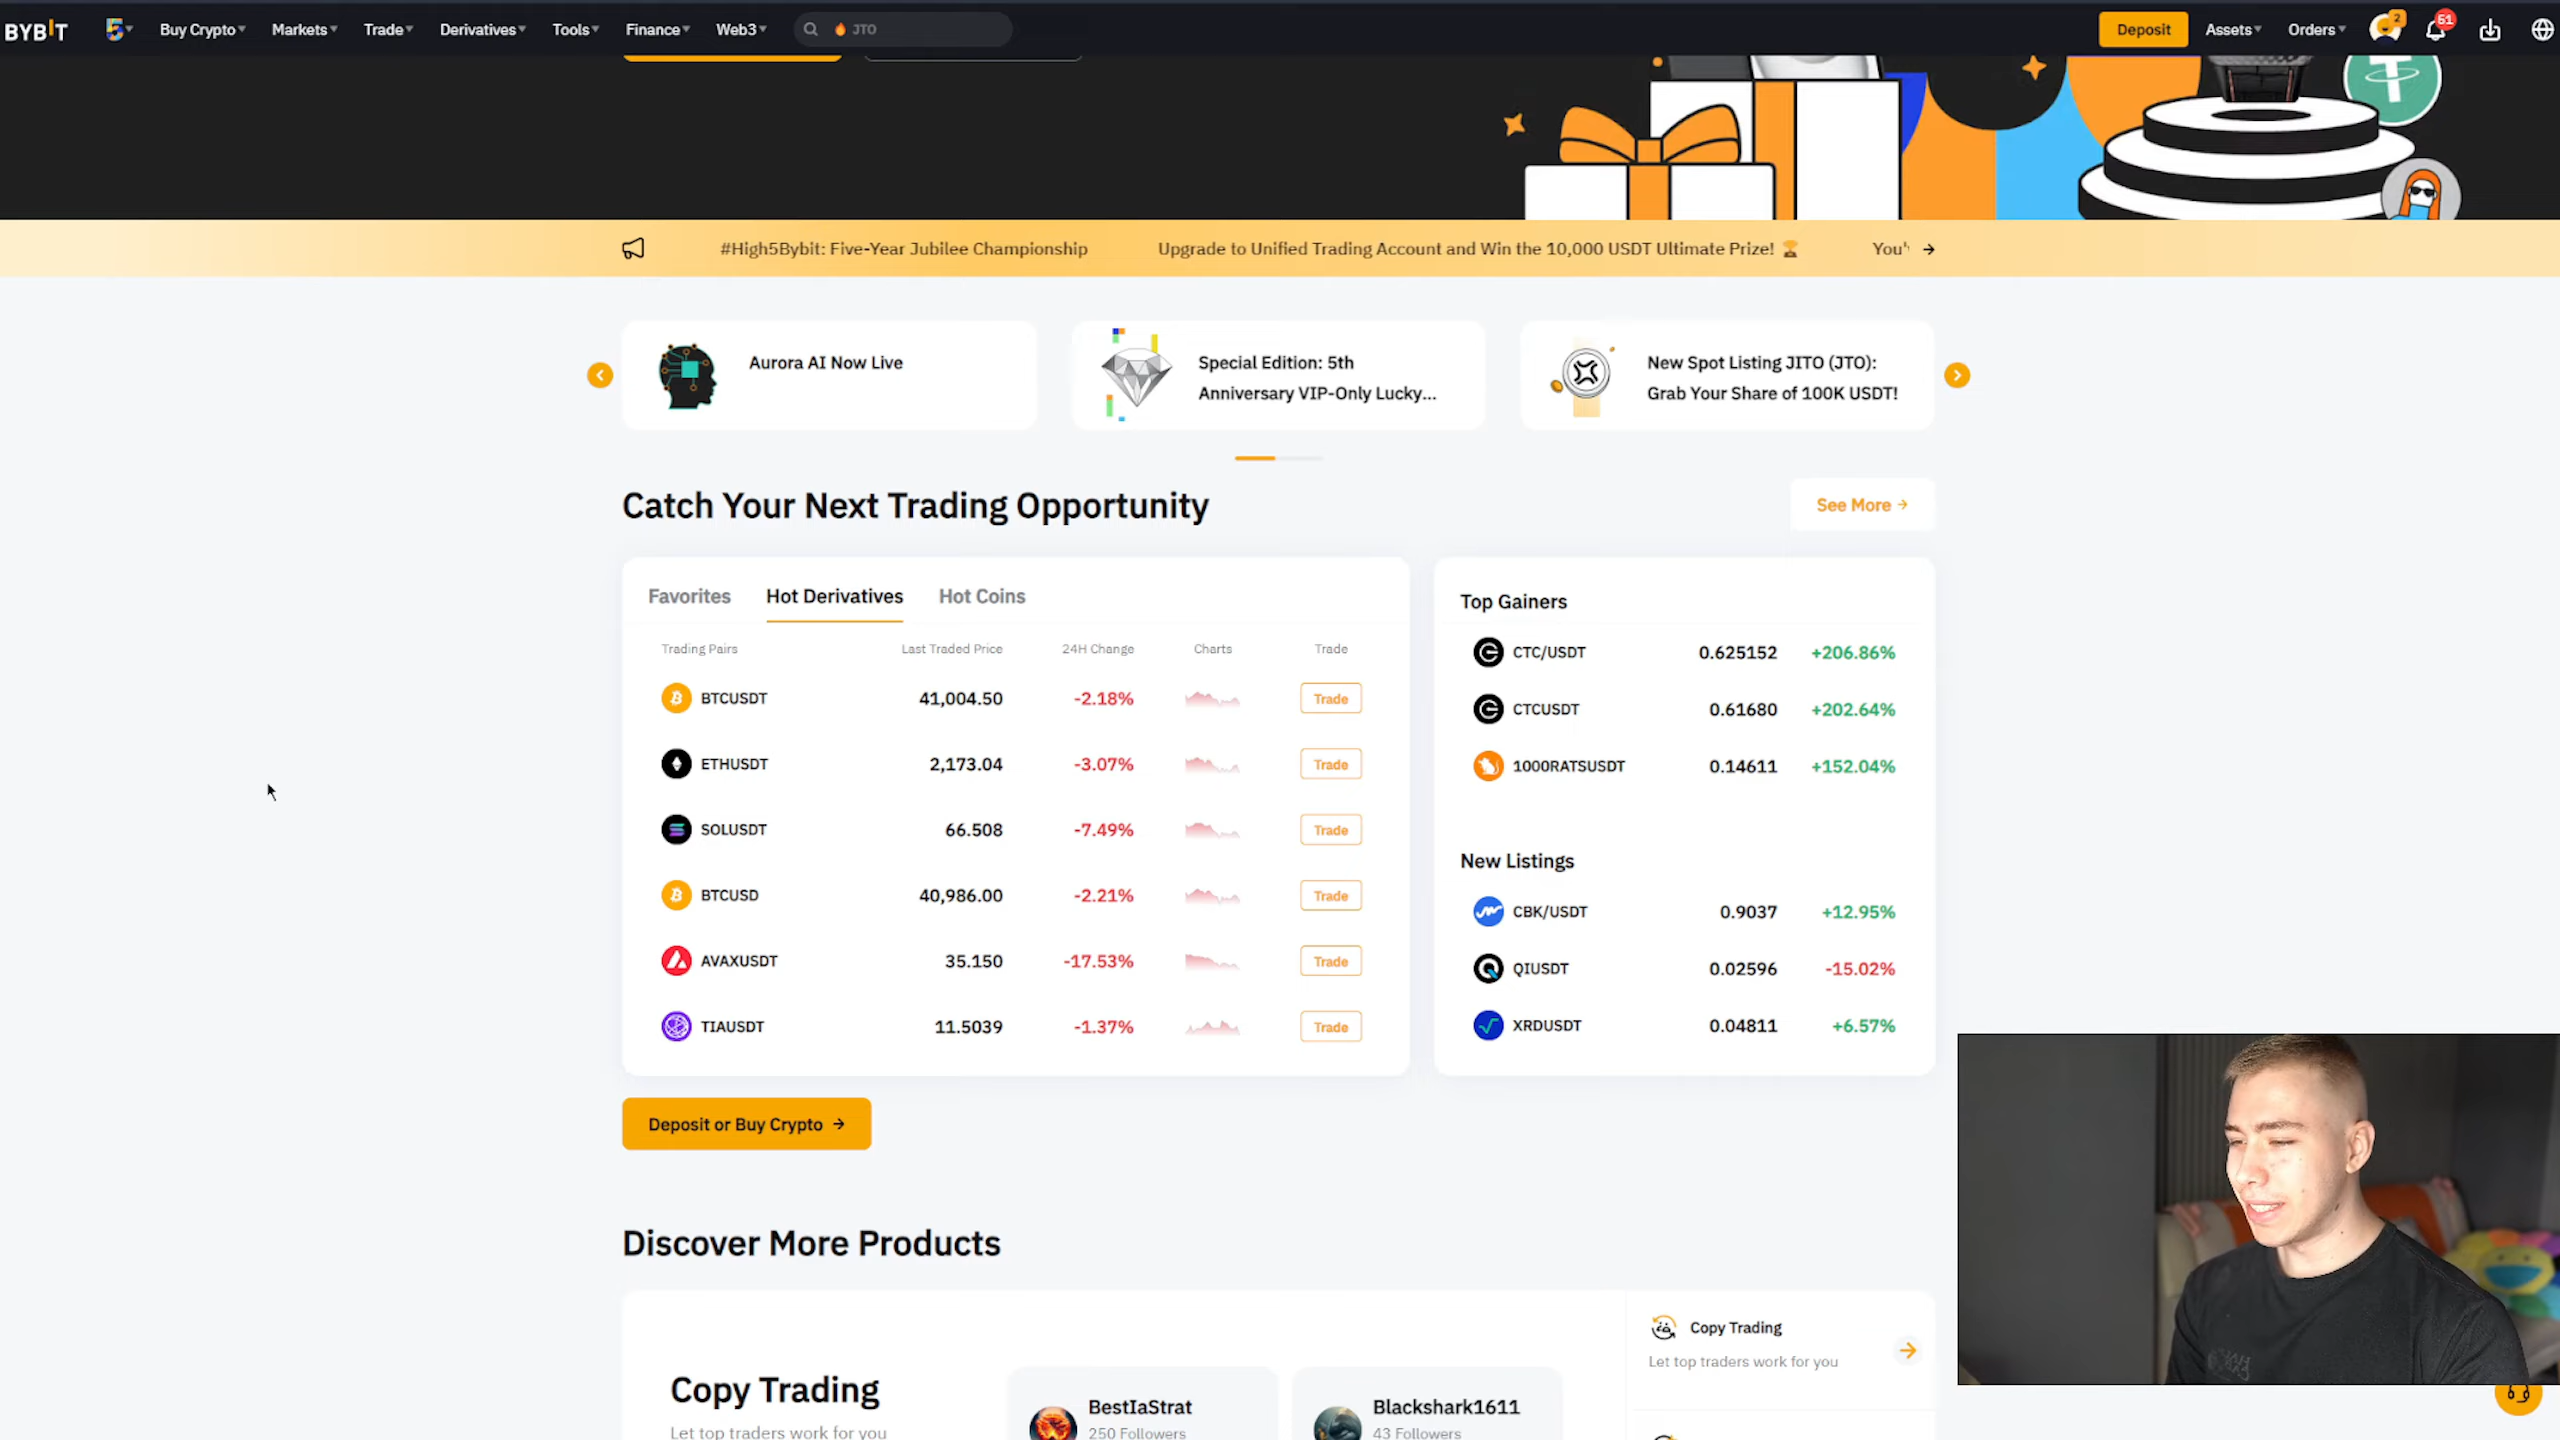 BYBIT 5 Buy Crypto Markets Trade Derivatives Tools Finance Web3 JTO Deposit Assets Orders 2 51
#High5Bybit: Five-Year Jubilee Championship Upgrade to Unified Trading Account and Win the 10,000 USDT Ultimate Prize! You'
Aurora AI Now Live
Special Edition: 5th
Anniversary VIP-Only Lucky...
New Spot Listing JITO (JTO):
Grab Your Share of 100K USDT!
Catch Your Next Trading Opportunity
See More →
Favorites Hot Derivatives Hot Coins
Trading Pairs Last Traded Price 24H Change Charts Trade
BTCUSDT 41,004.50 -2.18% Trade
ETHUSDT 2,173.04 -3.07% Trade
SOLUSDT 66.508 -7.49% Trade
BTCUSD 40,986.00 -2.21% Trade
AVAXUSDT 35.150 -17.53% Trade
TIAUSDT 11.5039 -1.37% Trade
Top Gainers
CTC/USDT 0.625152 +206.86%
CTCUSDT 0.61680 +202.64%
1000RATSUSDT 0.14611 +152.04%
New Listings
CBK/USDT 0.9037 +12.95%
QIUSDT 0.02596 -15.02%
XRDUSDT 0.04811 +6.57%
Deposit or Buy Crypto →
Discover More Products
Copy Trading
Let top traders work for you
BestIaStrat
250 Followers
Blackshark1611
43 Followers
Copy Trading
Let top traders work for you